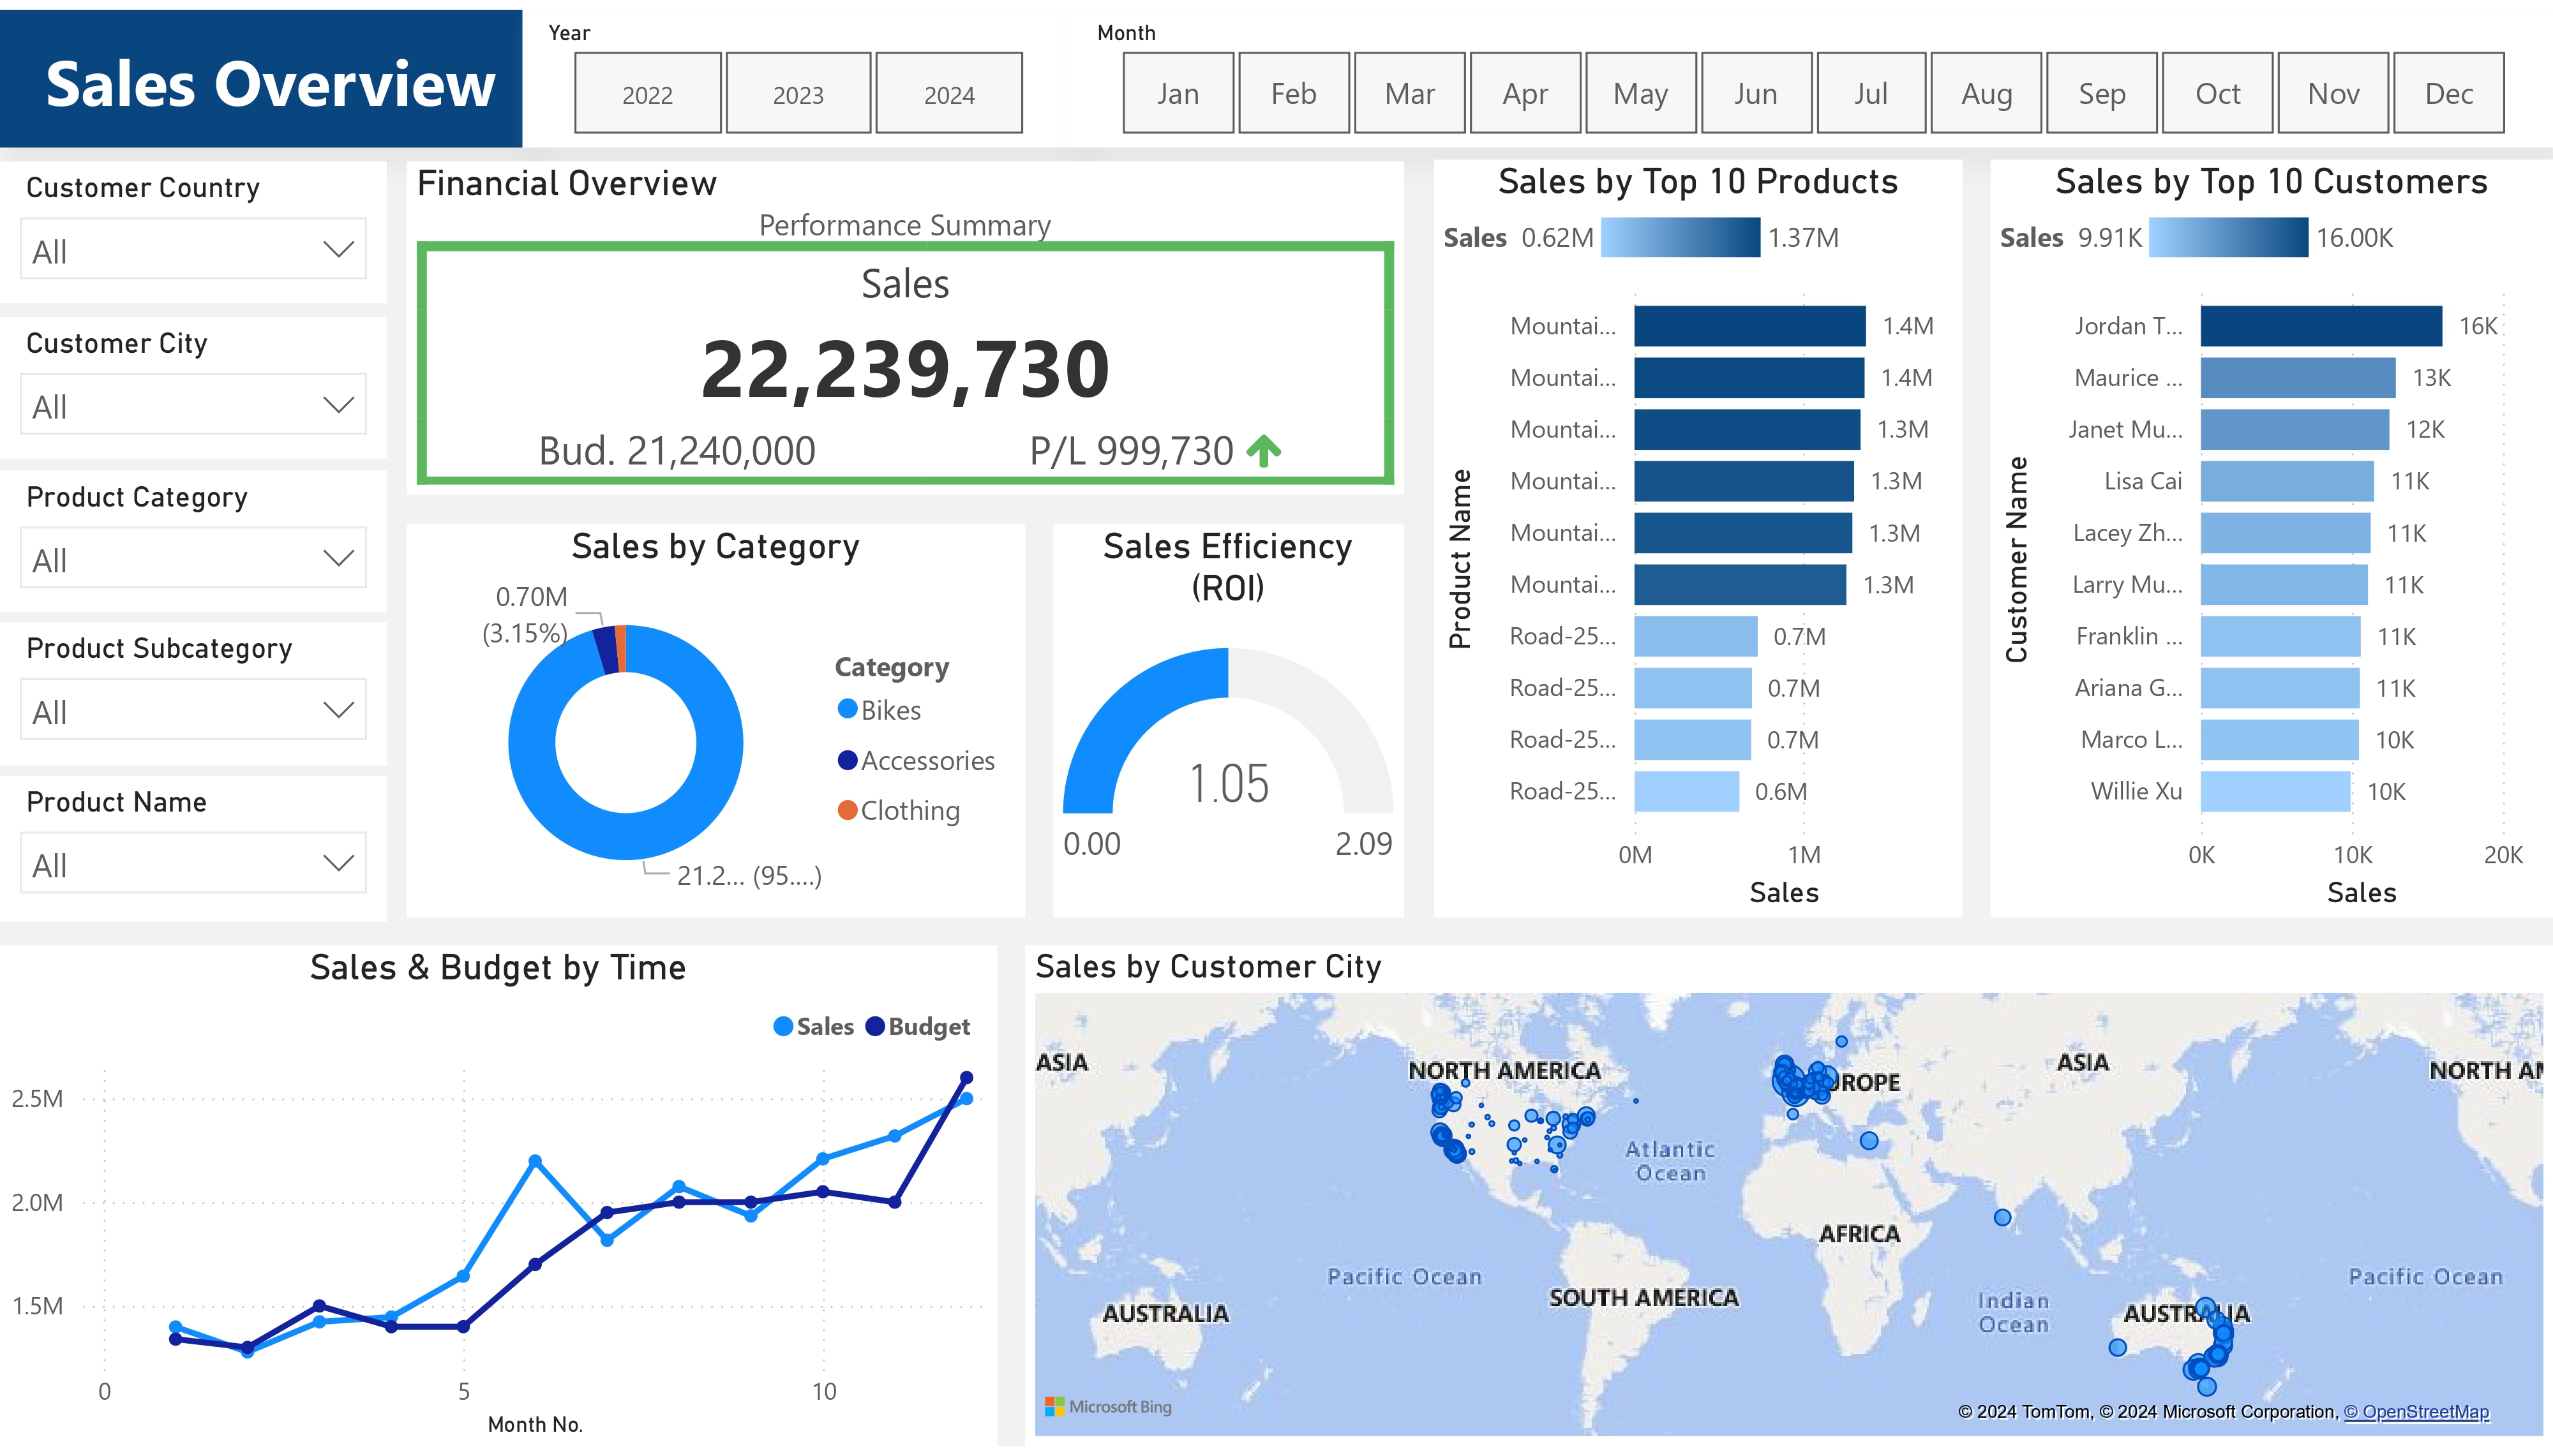 Sales Overview
Year
2022 2023 2024
Month
Jan Feb Mar Apr May Jun Jul Aug Sep Oct Nov Dec
Customer Country
All
Customer City
All
Product Category
All
Product Subcategory
All
Product Name
All
Financial Overview
Performance Summary
Sales
22,239,730
Bud. 21,240,000 P/L 999,730
Sales by Category
0.70M
(3.15%)
21.2... (95....)
Category
Bikes
Accessories
Clothing
Sales Efficiency
(ROI)
1.05
0.00 2.09
Sales by Top 10 Products
Sales 0.62M 1.37M
Product Name
Mountai... 1.4M
Mountai... 1.4M
Mountai... 1.3M
Mountai... 1.3M
Mountai... 1.3M
Mountai... 1.3M
Road-25... 0.7M
Road-25... 0.7M
Road-25... 0.7M
Road-25... 0.6M
0M 1M
Sales
Sales by Top 10 Customers
Sales 9.91K 16.00K
Customer Name
Jordan T... 16K
Maurice ... 13K
Janet Mu... 12K
Lisa Cai 11K
Lacey Zh... 11K
Larry Mu... 11K
Franklin ... 11K
Ariana G... 11K
Marco L... 10K
Willie Xu 10K
0K 10K 20K
Sales
Sales & Budget by Time
Sales Budget
2.5M
2.0M
1.5M
0 5 10
Month No.
Sales by Customer City
ASIA
NORTH AMERICA
UROPE
ASIA
NORTH AM
Atlantic
Ocean
AFRICA
Pacific Ocean
SOUTH AMERICA
Indian
Ocean
Pacific Ocean
AUSTRALIA
AUSTRALIA
Microsoft Bing
© 2024 TomTom, © 2024 Microsoft Corporation, © OpenStreetMap